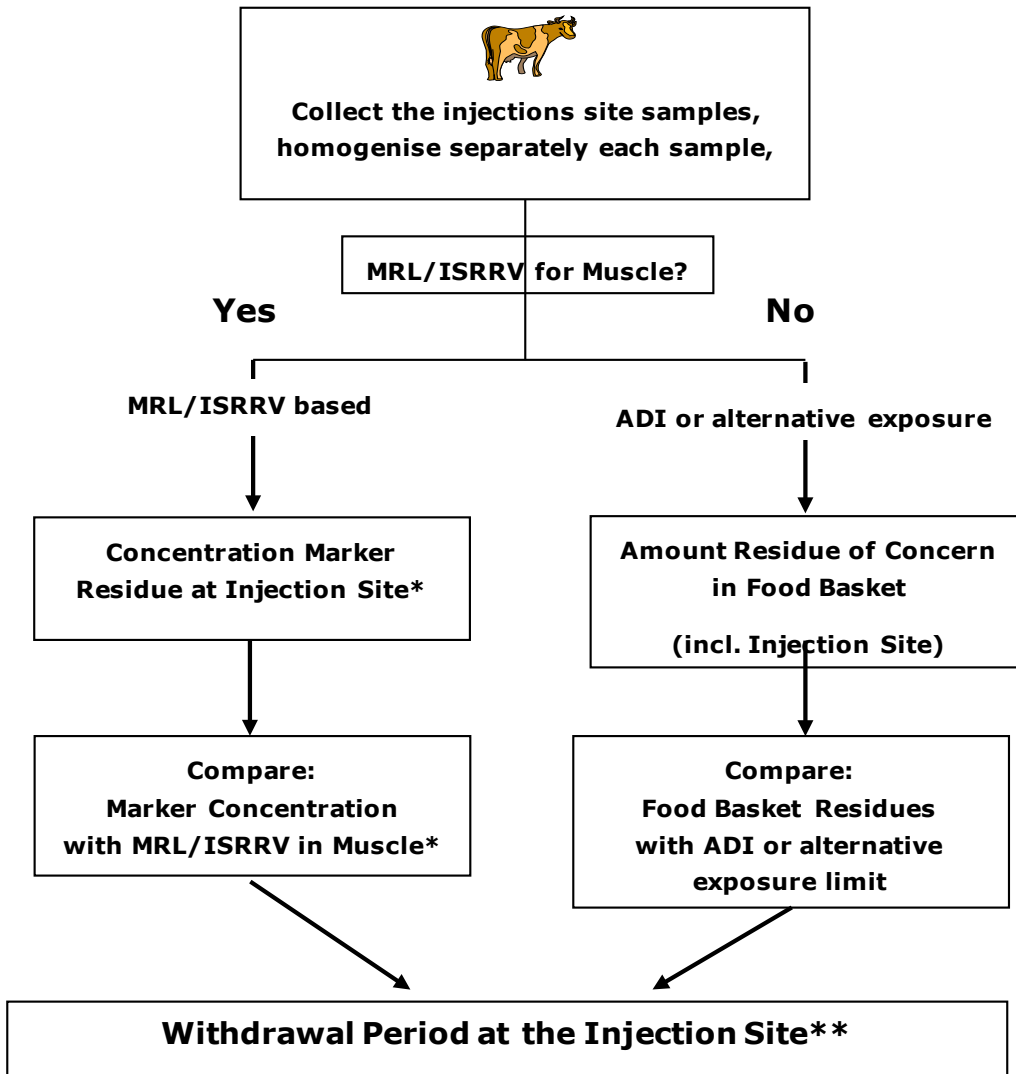 Collect the injections site samples,
homogenise separately each sample,
MRL/ISRRV for Muscle?
Yes
No
MRL/ISRRV based
ADI or alternative exposure
Concentration Marker
Residue at Injection Site*
Amount Residue of Concern
in Food Basket
(incl. Injection Site)
Compare:
Marker Concentration
with MRL/ISRRV in Muscle*
Compare:
Food Basket Residues
with ADI or alternative
exposure limit
Withdrawal Period at the Injection Site**